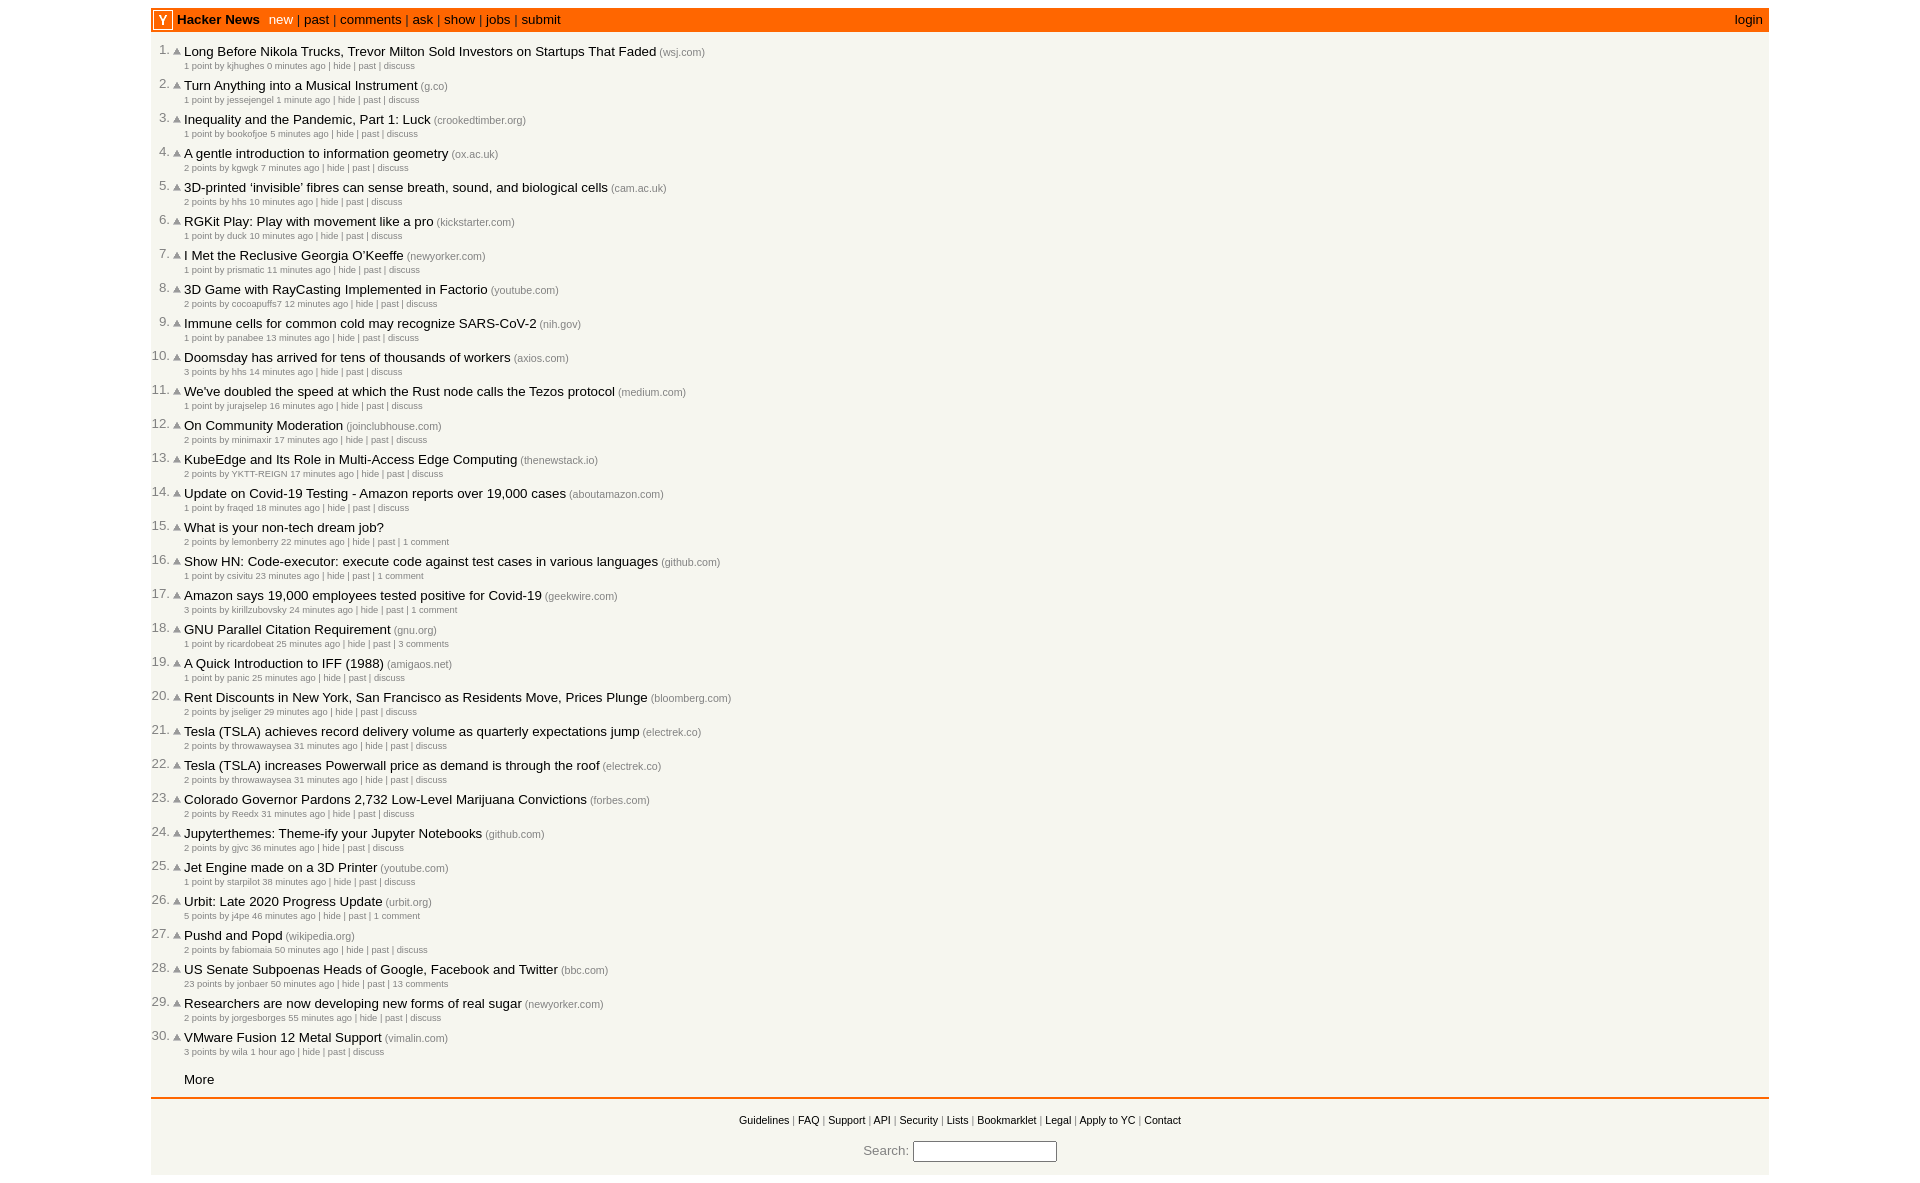 Y Hacker News new | past | comments | ask | show | jobs | submit login
1. Long Before Nikola Trucks, Trevor Milton Sold Investors on Startups That Faded (wsj.com)
1 point by kjhughes 0 minutes ago | hide | past | discuss
2. Turn Anything into a Musical Instrument (g.co)
1 point by jessejengel 1 minute ago | hide | past | discuss
3. Inequality and the Pandemic, Part 1: Luck (crookedtimber.org)
1 point by bookofjoe 5 minutes ago | hide | past | discuss
4. A gentle introduction to information geometry (ox.ac.uk)
2 points by kgwgk 7 minutes ago | hide | past | discuss
5. 3D-printed ‘invisible’ fibres can sense breath, sound, and biological cells (cam.ac.uk)
2 points by hhs 10 minutes ago | hide | past | discuss
6. RGKit Play: Play with movement like a pro (kickstarter.com)
1 point by duck 10 minutes ago | hide | past | discuss
7. I Met the Reclusive Georgia O’Keeffe (newyorker.com)
1 point by prismatic 11 minutes ago | hide | past | discuss
8. 3D Game with RayCasting Implemented in Factorio (youtube.com)
2 points by cocoapuffs7 12 minutes ago | hide | past | discuss
9. Immune cells for common cold may recognize SARS-CoV-2 (nih.gov)
1 point by panabee 13 minutes ago | hide | past | discuss
10. Doomsday has arrived for tens of thousands of workers (axios.com)
3 points by hhs 14 minutes ago | hide | past | discuss
11. We've doubled the speed at which the Rust node calls the Tezos protocol (medium.com)
1 point by jurajselep 16 minutes ago | hide | past | discuss
12. On Community Moderation (joinclubhouse.com)
2 points by minimaxir 17 minutes ago | hide | past | discuss
13. KubeEdge and Its Role in Multi-Access Edge Computing (thenewstack.io)
2 points by YKTT-REIGN 17 minutes ago | hide | past | discuss
14. Update on Covid-19 Testing - Amazon reports over 19,000 cases (aboutamazon.com)
1 point by fraqed 18 minutes ago | hide | past | discuss
15. What is your non-tech dream job?
2 points by lemonberry 22 minutes ago | hide | past | 1 comment
16. Show HN: Code-executor: execute code against test cases in various languages (github.com)
1 point by csivitu 23 minutes ago | hide | past | 1 comment
17. Amazon says 19,000 employees tested positive for Covid-19 (geekwire.com)
3 points by kirillzubovsky 24 minutes ago | hide | past | 1 comment
18. GNU Parallel Citation Requirement (gnu.org)
1 point by ricardobeat 25 minutes ago | hide | past | 3 comments
19. A Quick Introduction to IFF (1988) (amigaos.net)
1 point by panic 25 minutes ago | hide | past | discuss
20. Rent Discounts in New York, San Francisco as Residents Move, Prices Plunge (bloomberg.com)
2 points by jseliger 29 minutes ago | hide | past | discuss
21. Tesla (TSLA) achieves record delivery volume as quarterly expectations jump (electrek.co)
2 points by throwawaysea 31 minutes ago | hide | past | discuss
22. Tesla (TSLA) increases Powerwall price as demand is through the roof (electrek.co)
2 points by throwawaysea 31 minutes ago | hide | past | discuss
23. Colorado Governor Pardons 2,732 Low-Level Marijuana Convictions (forbes.com)
2 points by Reedx 31 minutes ago | hide | past | discuss
24. Jupyterthemes: Theme-ify your Jupyter Notebooks (github.com)
2 points by gjvc 36 minutes ago | hide | past | discuss
25. Jet Engine made on a 3D Printer (youtube.com)
1 point by starpilot 38 minutes ago | hide | past | discuss
26. Urbit: Late 2020 Progress Update (urbit.org)
5 points by j4pe 46 minutes ago | hide | past | 1 comment
27. Pushd and Popd (wikipedia.org)
2 points by fabiomaia 50 minutes ago | hide | past | discuss
28. US Senate Subpoenas Heads of Google, Facebook and Twitter (bbc.com)
23 points by jonbaer 50 minutes ago | hide | past | 13 comments
29. Researchers are now developing new forms of real sugar (newyorker.com)
2 points by jorgesborges 55 minutes ago | hide | past | discuss
30. VMware Fusion 12 Metal Support (vimalin.com)
3 points by wila 1 hour ago | hide | past | discuss
More
Guidelines | FAQ | Support | API | Security | Lists | Bookmarklet | Legal | Apply to YC | Contact
Search: